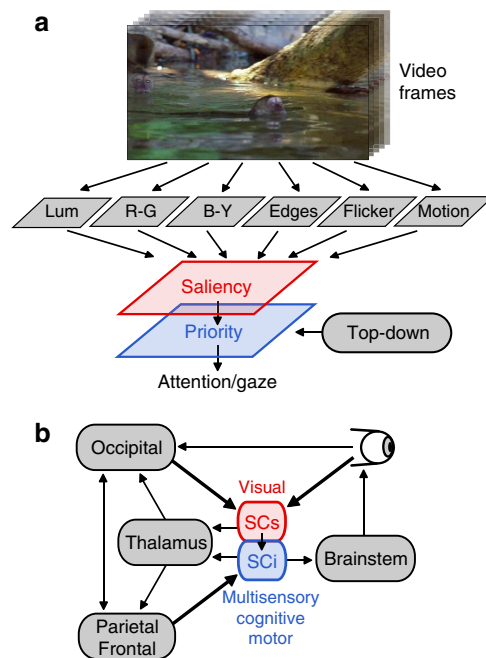 a
Video
frames
Lum R-G B-Y Edges Flicker Motion
Saliency
Priority
Top-down
Attention/gaze
b
Occipital
Visual
SCs
Thalamus
SCi
Brainstem
Multisensory
cognitive
motor
Parietal
Frontal